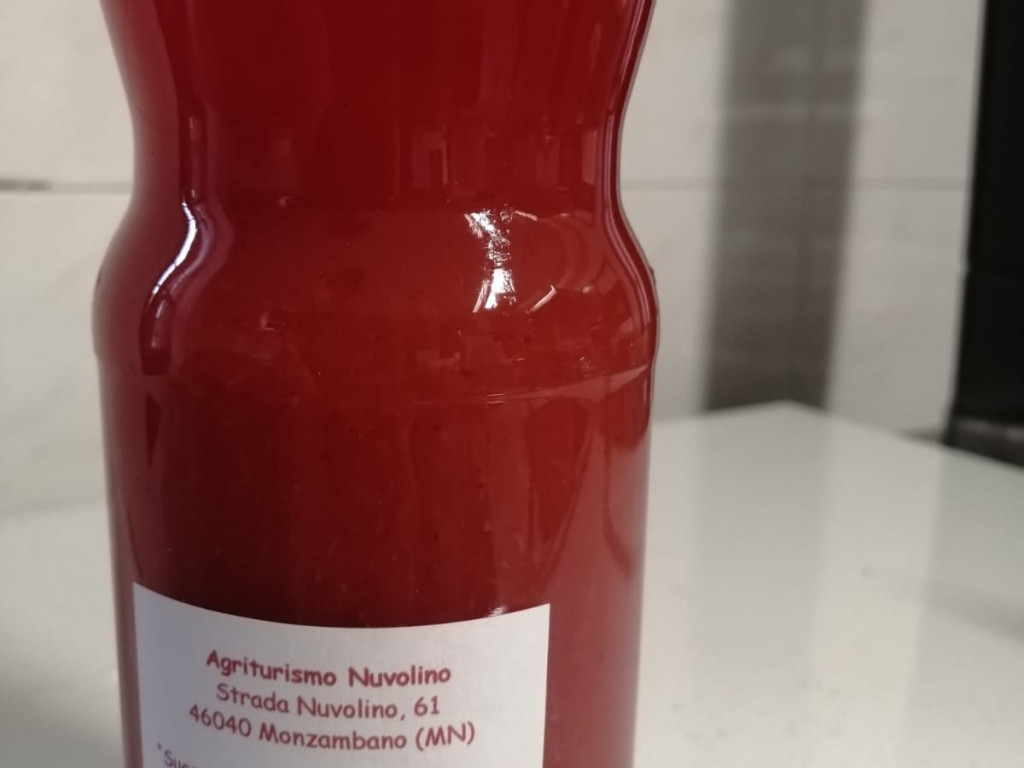 Agriturismo Nuvolino
Strada Nuvolino, 61
46040 Monzambano (MN)